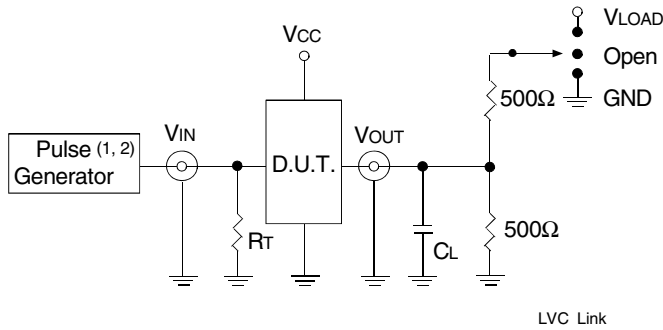 VLOAD
VCC
Open
500Ω
GND
VIN
VOUT
Pulse (1, 2)
Generator
D.U.T.
RT
CL
500Ω
LVC Link